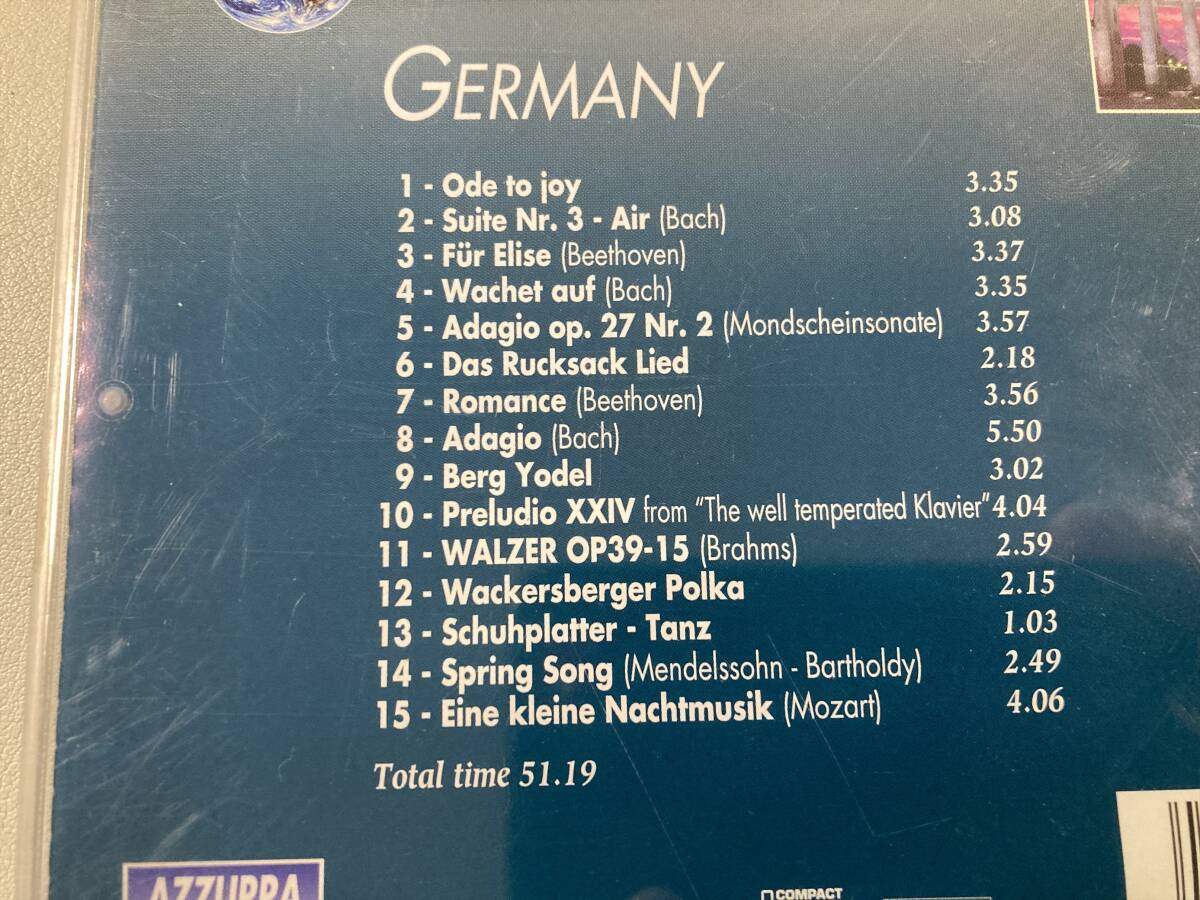 GERMANY
1 - Ode to joy 3.35
2 - Suite Nr. 3 - Air (Bach) 3.08
3 - Für Elise (Beethoven) 3.37
4 - Wachet auf (Bach) 3.35
5 - Adagio op. 27 Nr. 2 (Mondscheinsonate) 3.57
6 - Das Rucksack Lied 2.18
7 - Romance (Beethoven) 3.56
8 - Adagio (Bach) 5.50
9 - Berg Yodel 3.02
10 - Preludio XXIV from "The well temperated Klavier" 4.04
11 - WALZER OP39-15 (Brahms) 2.59
12 - Wackersberger Polka 2.15
13 - Schuhplatter - Tanz 1.03
14 - Spring Song (Mendelssohn - Bartholdy) 2.49
15 - Eine kleine Nachtmusik (Mozart) 4.06
Total time 51.19
AZZURRA
COMPACT